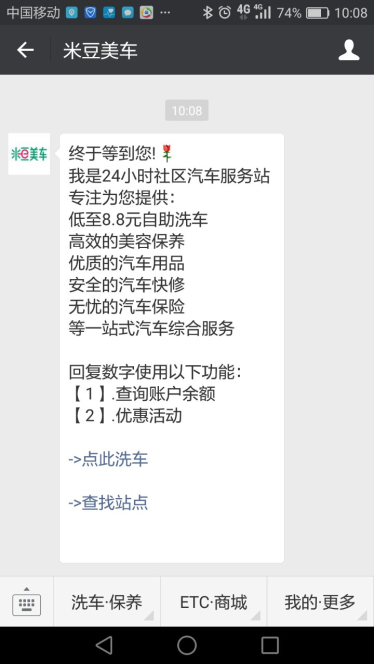 中国移动 ... 4G 4G 74% 10:08
米豆美车
10:08
米豆美车
终于等到您!
我是24小时社区汽车服务站
专注为您提供：
低至8.8元自助洗车
高效的美容保养
优质的汽车用品
安全的汽车快修
无忧的汽车保险
等一站式汽车综合服务
回复数字使用以下功能：
【1】.查询账户余额
【2】.优惠活动
->点此洗车
->查找站点
洗车·保养 ETC·商城 我的·更多